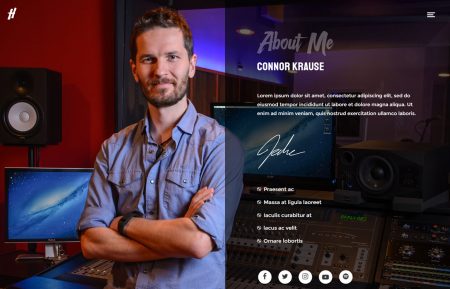 About Me
CONNOR KRAUSE
Lorem ipsum dolor sit amet, consectetur adipiscing elit, sed do
eiusmod tempor incididunt ut labore et dolore magna aliqua. Ut
enim ad minim veniam, quis nostrud exercitation ullamco laboris.
Praesent ac
Massa at ligula laoreet
Iaculis curabitur at
lacus ac velit
Ornare lobortis